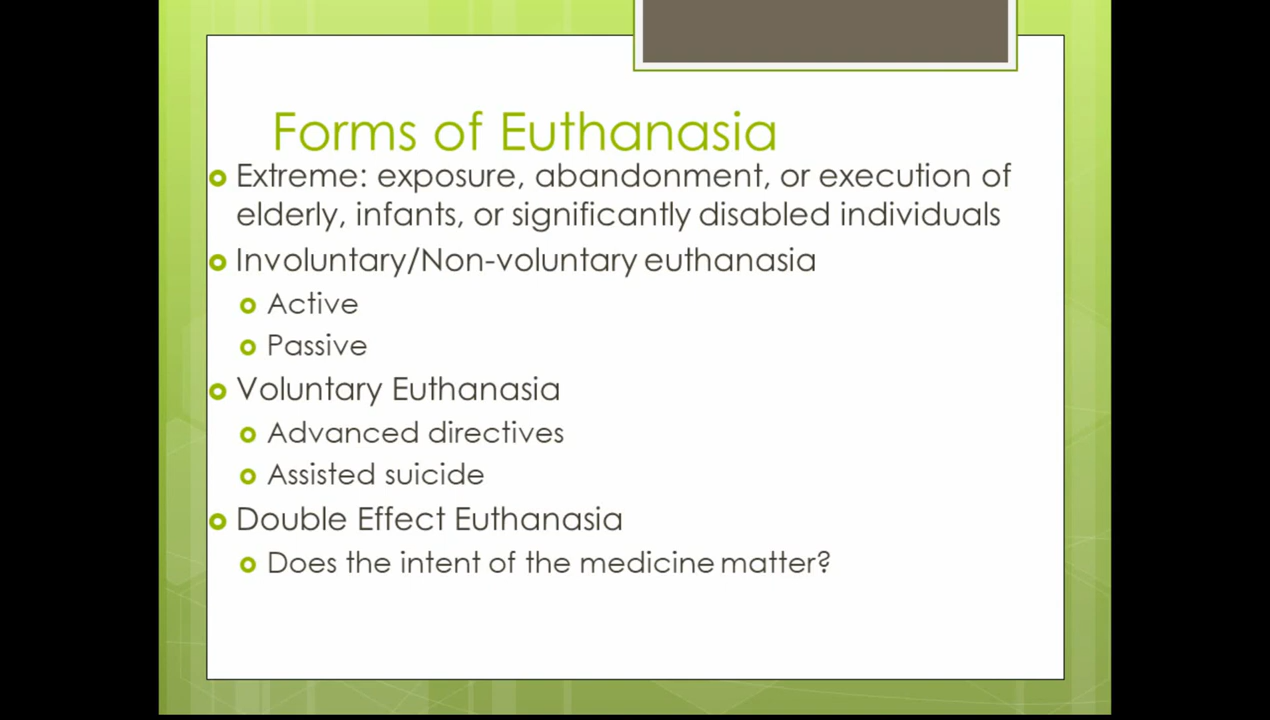 Forms of Euthanasia
Extreme: exposure, abandonment, or execution of
elderly, infants, or significantly disabled individuals
Involuntary/Non-voluntary euthanasia
Active
Passive
Voluntary Euthanasia
Advanced directives
Assisted suicide
Double Effect Euthanasia
Does the intent of the medicine matter?